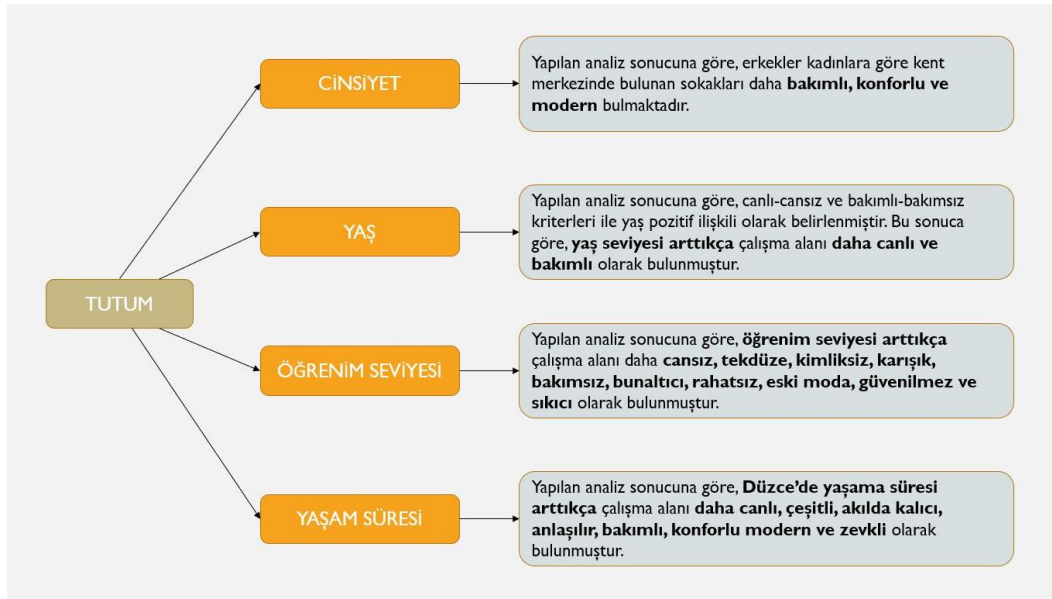 CİNSİYET
Yapılan analiz sonucuna göre, erkekler kadınlara göre kent
merkezinde bulunan sokakları daha bakımlı, konforlu ve
modern bulmaktadır.
YAŞ
Yapılan analiz sonucuna göre, canlı-cansız ve bakımlı-bakımsız
kriterleri ile yaş pozitif ilişkili olarak belirlenmiştir. Bu sonuca
göre, yaş seviyesi arttıkça çalışma alanı daha canlı ve
bakımlı olarak bulunmuştur.
TUTUM
ÖĞRENİM SEVİYESİ
Yapılan analiz sonucuna göre, öğrenim seviyesi arttıkça
çalışma alanı daha cansız, tekdüze, kimliksiz, karışık,
bakımsız, bunaltıcı, rahatsız, eski moda, güvenilmez ve
sıkıcı olarak bulunmuştur.
YAŞAM SÜRESİ
Yapılan analiz sonucuna göre, Düzce’de yaşama süresi
arttıkça çalışma alanı daha canlı, çeşitli, akılda kalıcı,
anlaşılır, bakımlı, konforlu modern ve zevkli olarak
bulunmuştur.